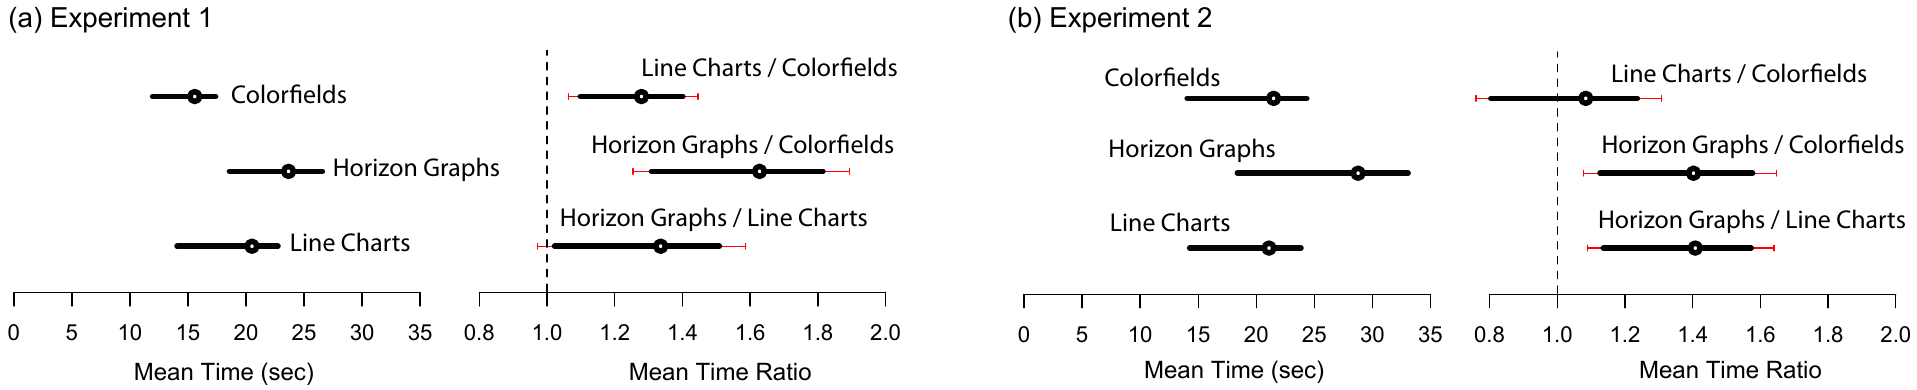 (a) Experiment 1
Colorfields
Horizon Graphs
Line Charts
0 5 10 15 20 25 30 35
Mean Time (sec)
Line Charts / Colorfields
Horizon Graphs / Colorfields
Horizon Graphs / Line Charts
0.8 1.0 1.2 1.4 1.6 1.8 2.0
Mean Time Ratio
(b) Experiment 2
Colorfields
Horizon Graphs
Line Charts
0 5 10 15 20 25 30 35
Mean Time (sec)
Line Charts / Colorfields
Horizon Graphs / Colorfields
Horizon Graphs / Line Charts
0.8 1.0 1.2 1.4 1.6 1.8 2.0
Mean Time Ratio